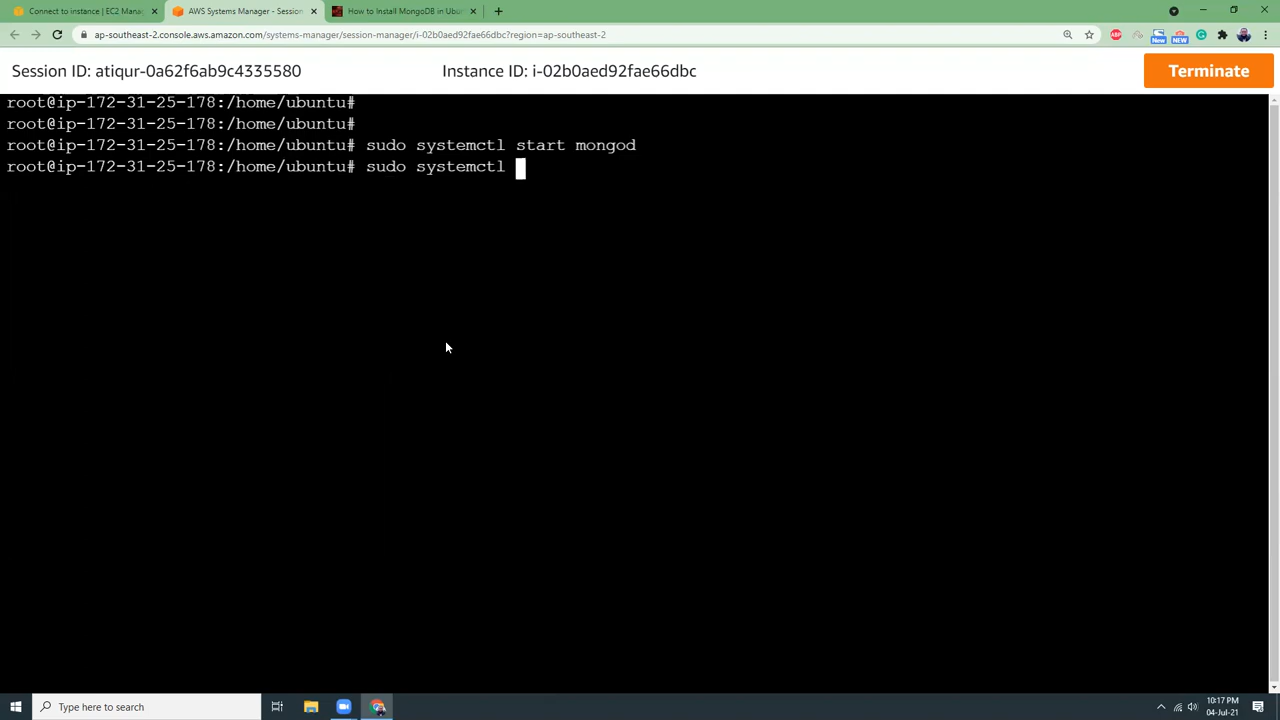 Connect to instance | EC2 Manag
AWS Systems Manager - Session
How to Install MongoDB in Ubun
ap-southeast-2.console.aws.amazon.com/systems-manager/session-manager/i-02b0aed92fae66dbc?region=ap-southeast-2
ABP
New
NEW
Session ID: atiqur-0a62f6ab9c4335580
Instance ID: i-02b0aed92fae66dbc
Terminate
root@ip-172-31-25-178:/home/ubuntu#
root@ip-172-31-25-178:/home/ubuntu#
root@ip-172-31-25-178:/home/ubuntu# sudo systemctl start mongod
root@ip-172-31-25-178:/home/ubuntu# sudo systemctl
Type here to search
10:17 PM
04-Jul-21